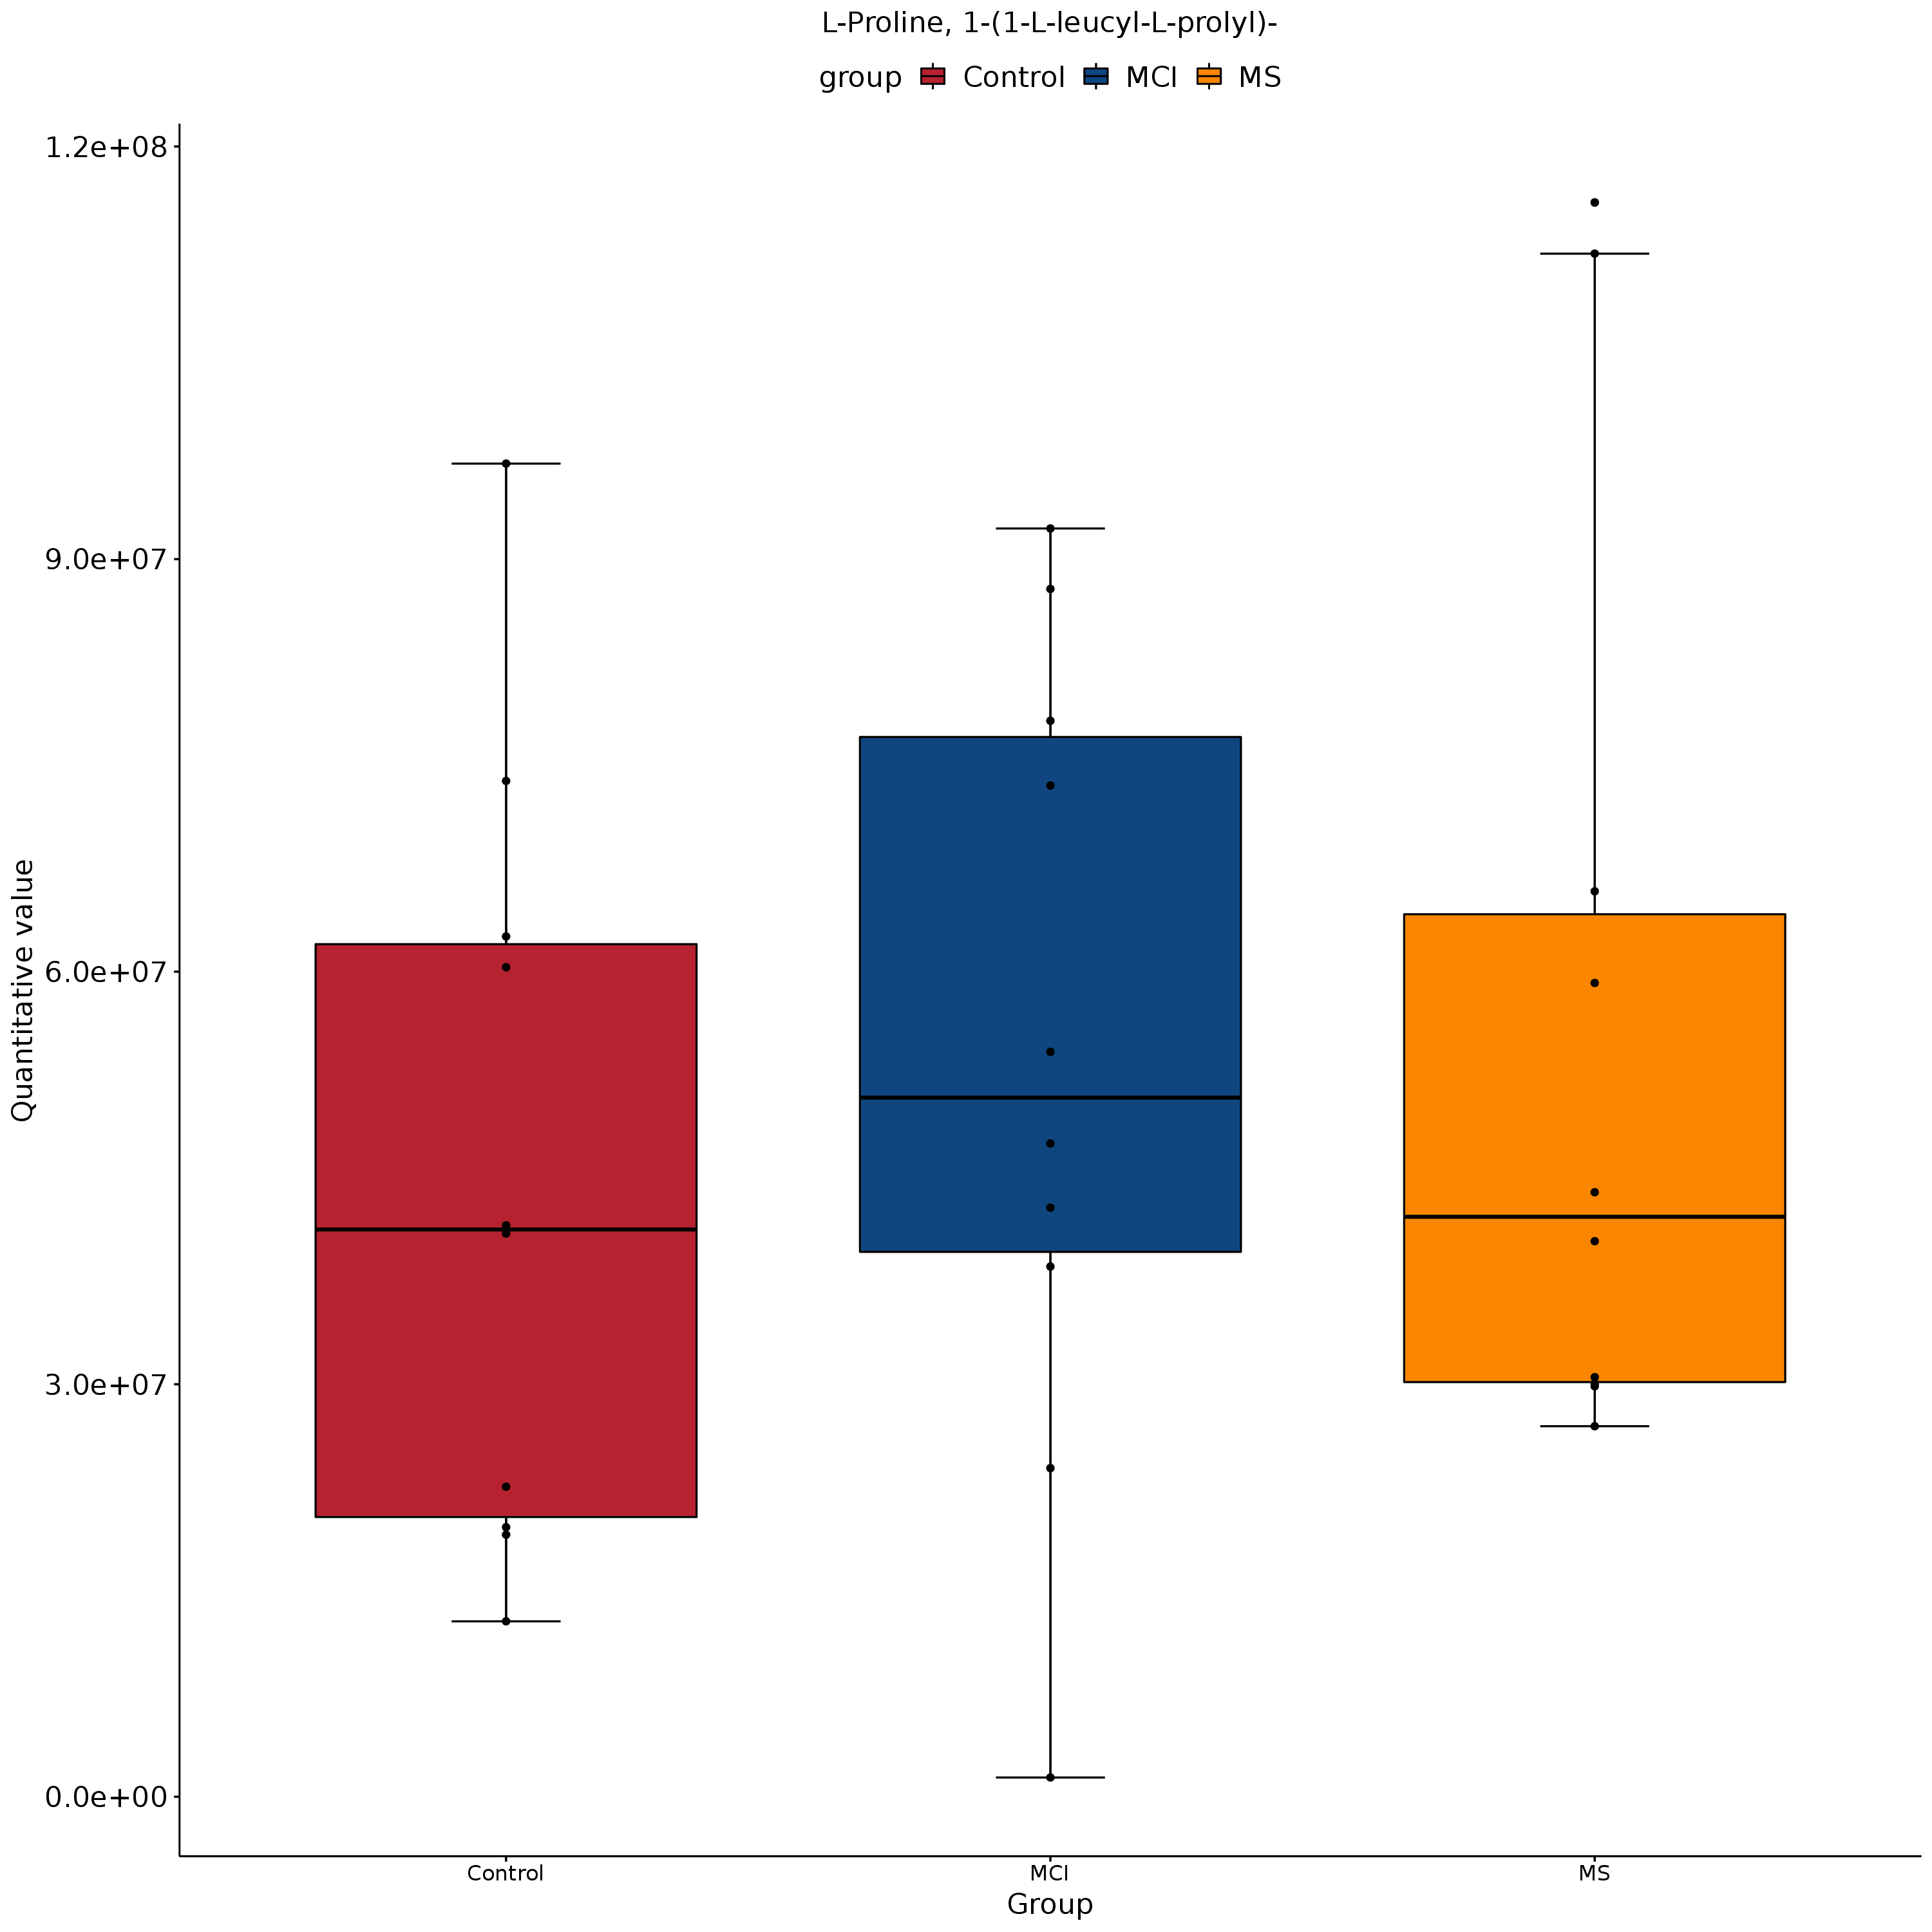 L-Proline, 1-(1-L-leucyl-L-prolyl)-
group Control MCI MS
1.2e+08
9.0e+07
6.0e+07
3.0e+07
0.0e+00
Quantitative value
Control MCI MS
Group